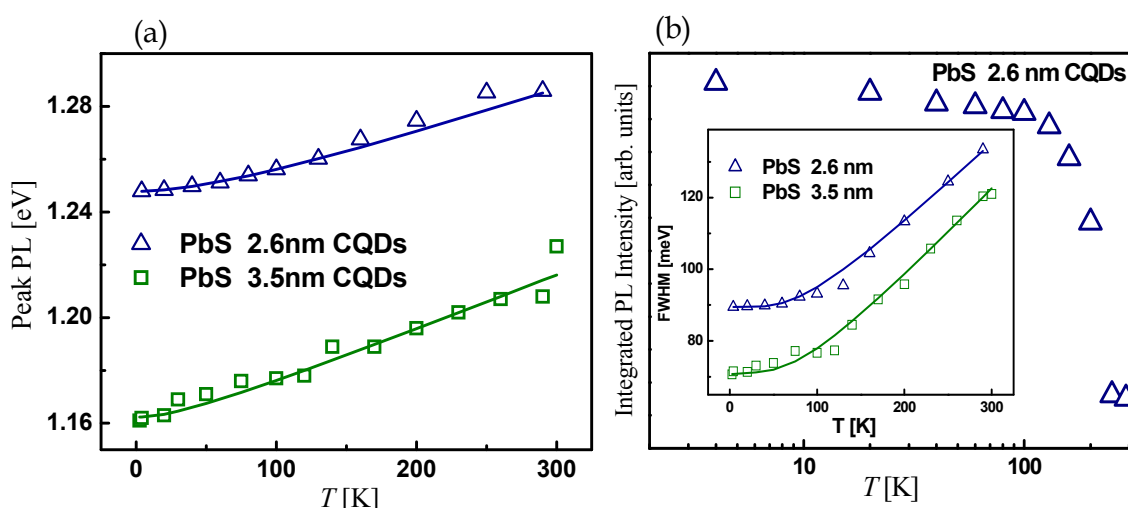 (a)
1.28
1.24
1.20
1.16
Peak PL [eV]
PbS 2.6nm CQDs
PbS 3.5nm CQDs
0 100 200 300
T [K]
(b)
PbS 2.6 nm CQDs
Integrated PL Intensity [arb. units]
PbS 2.6 nm
PbS 3.5 nm
120
100
80
FWHM [meV]
0 100 200 300
T [K]
10 100
T [K]